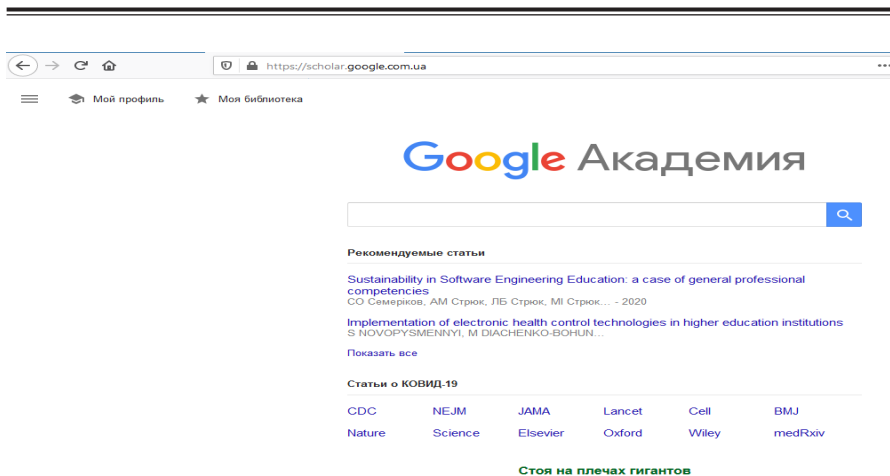 https://scholar.google.com.ua
Мой профиль Моя библиотека
Google Академия
Рекомендуемые статьи
Sustainability in Software Engineering Education: a case of general professional
competencies
СО Семеріков, АМ Стрюк, ЛБ Стрюк, МІ Стрюк... - 2020
Implementation of electronic health control technologies in higher education institutions
S NOVOPYSMENNYI, M DIACHENKO-BOHUN...
Показать все
Статьи о КОВИД-19
CDC NEJM JAMA Lancet Cell BMJ
Nature Science Elsevier Oxford Wiley medRxiv
Стоя на плечах гигантов